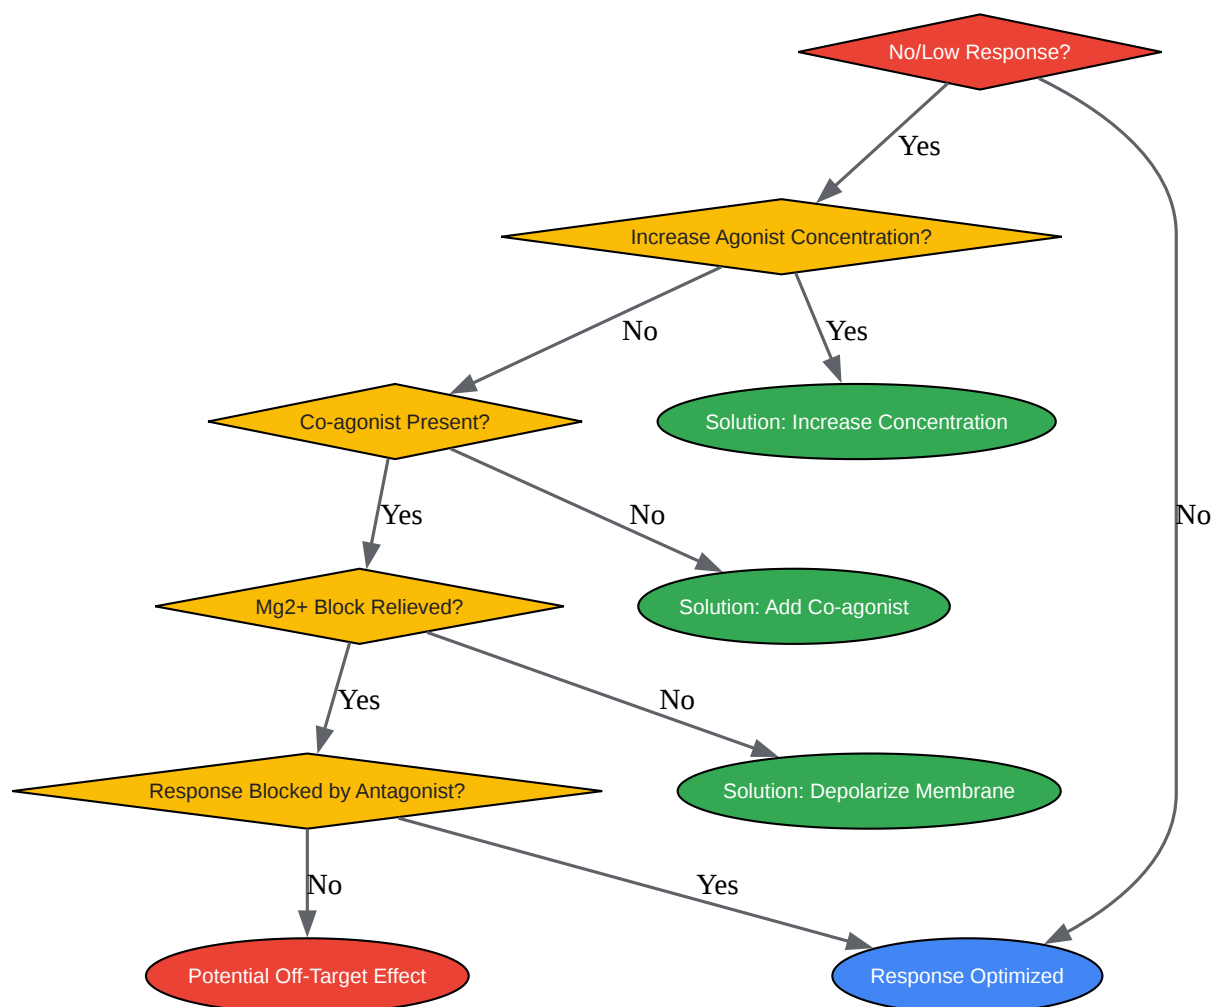 No/Low Response?
Yes
Increase Agonist Concentration?
No
Yes
Co-agonist Present?
Solution: Increase Concentration
Yes
No
No
Mg2+ Block Relieved?
Solution: Add Co-agonist
Yes
No
Response Blocked by Antagonist?
Solution: Depolarize Membrane
No
Yes
Potential Off-Target Effect
Response Optimized